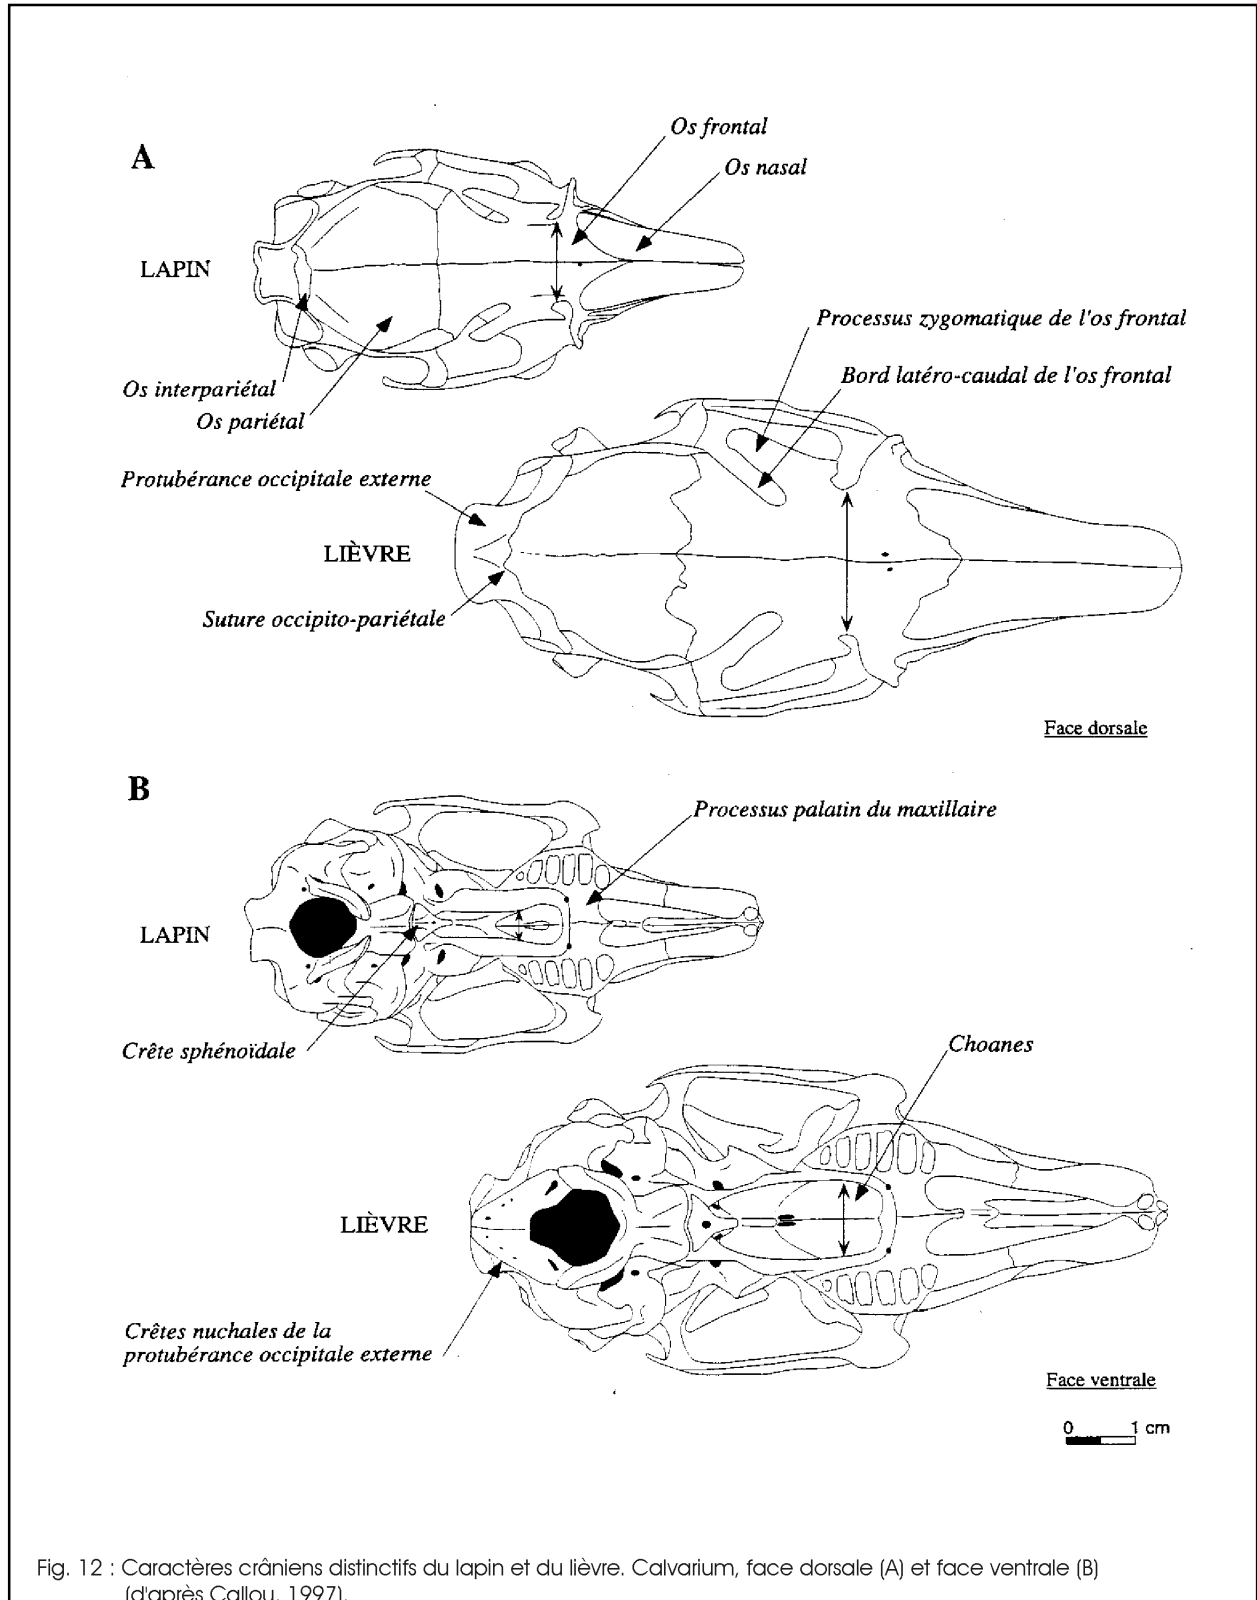 A
Os frontal
Os nasal
LAPIN
Processus zygomatique de l'os frontal
Bord latéro-caudal de l'os frontal
Os interpariétal
Os pariétal
Protubérance occipitale externe
LIÈVRE
Suture occipito-pariétale
Face dorsale
B
Processus palatin du maxillaire
LAPIN
Crête sphénoïdale
Choanes
LIÈVRE
Crêtes nuchales de la
protubérance occipitale externe
Face ventrale
0 1 cm
Fig. 12 : Caractères crâniens distinctifs du lapin et du lièvre. Calvarium, face dorsale (A) et face ventrale (B)
(d'après Callou, 1997).